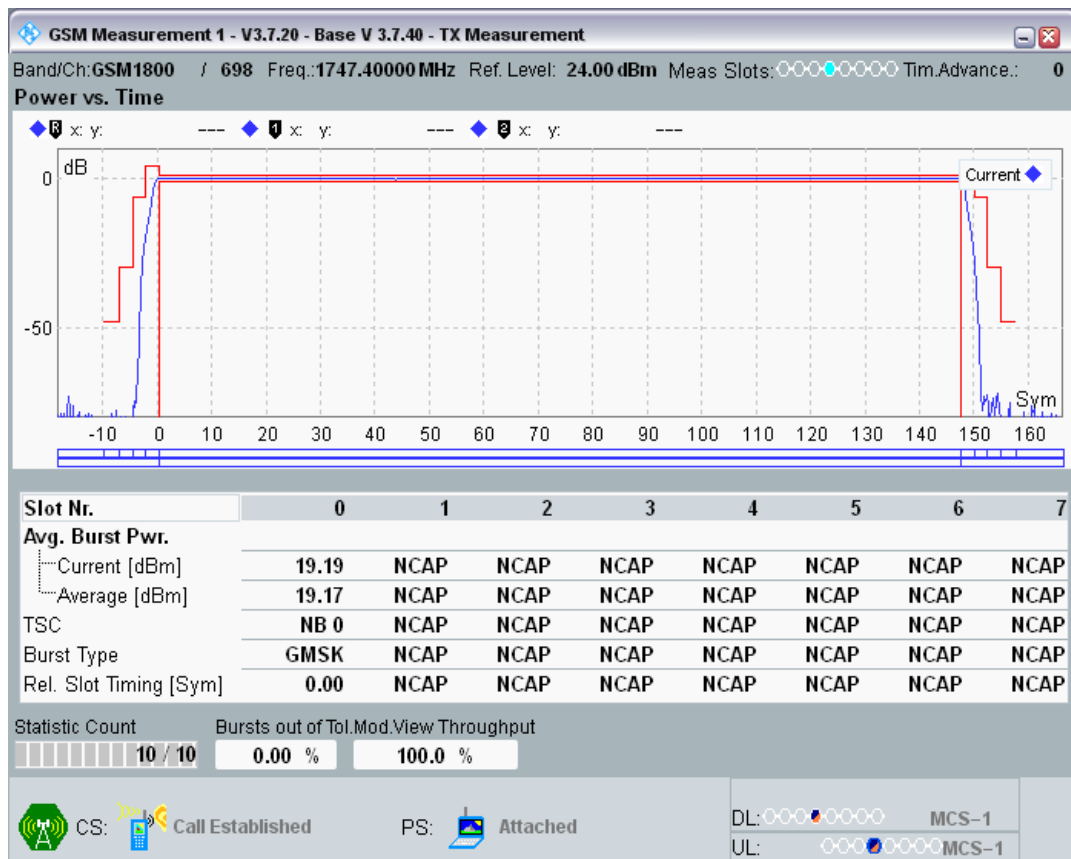 GSM Measurement 1 - V3.7.20 - Base V 3.7.40 - TX Measurement
Band/Ch:GSM1800 / 698 Freq.:1747.40000 MHz Ref. Level: 24.00 dBm Meas Slots: Tim.Advance.: 0
Power vs. Time
R x: y: --- 1 x: y: --- 2 x: y: ---
dB
Current
0
-50
Sym
-10 0 10 20 30 40 50 60 70 80 90 100 110 120 130 140 150 160
Slot Nr. 0 1 2 3 4 5 6 7
Avg. Burst Pwr.
Current [dBm] 19.19 NCAP NCAP NCAP NCAP NCAP NCAP NCAP
Average [dBm] 19.17 NCAP NCAP NCAP NCAP NCAP NCAP NCAP
TSC NB 0 NCAP NCAP NCAP NCAP NCAP NCAP NCAP
Burst Type GMSK NCAP NCAP NCAP NCAP NCAP NCAP NCAP
Rel. Slot Timing [Sym] 0.00 NCAP NCAP NCAP NCAP NCAP NCAP NCAP
Statistic Count Bursts out of Tol.Mod.View Throughput
10 / 10 0.00 % 100.0 %
CS: Call Established PS: Attached DL: MCS-1
UL: MCS-1